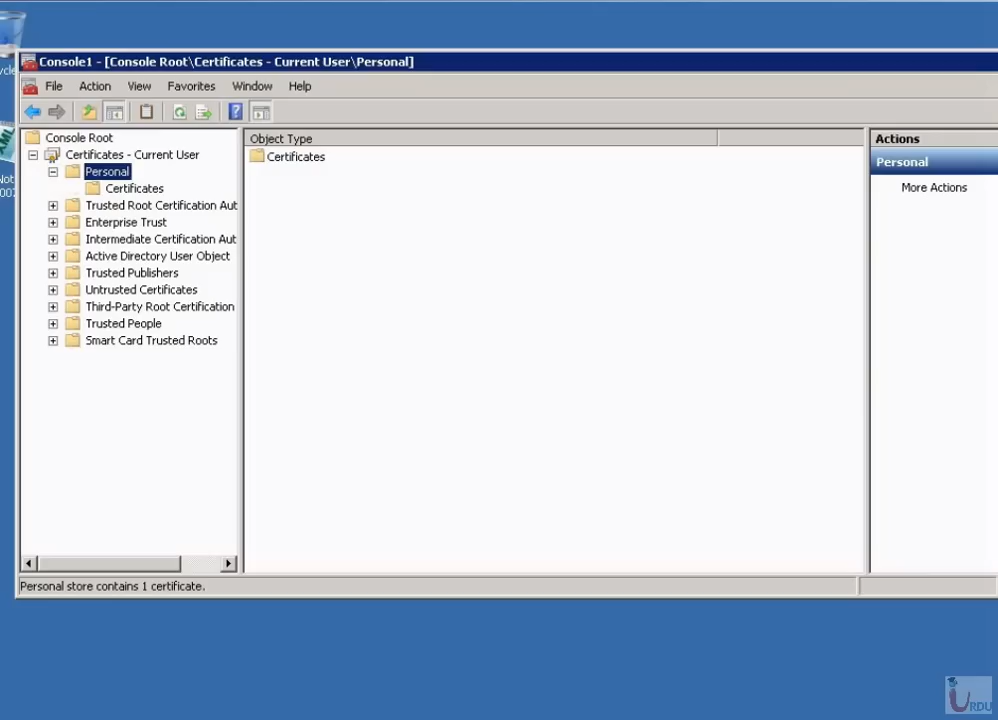 Console1 - [Console Root\Certificates - Current User\Personal]
File Action View Favorites Window Help
Console Root
Certificates - Current User
Personal
Certificates
Trusted Root Certification Aut
Enterprise Trust
Intermediate Certification Aut
Active Directory User Object
Trusted Publishers
Untrusted Certificates
Third-Party Root Certification
Trusted People
Smart Card Trusted Roots
Object Type
Certificates
Actions
Personal
More Actions
Personal store contains 1 certificate.
URDU